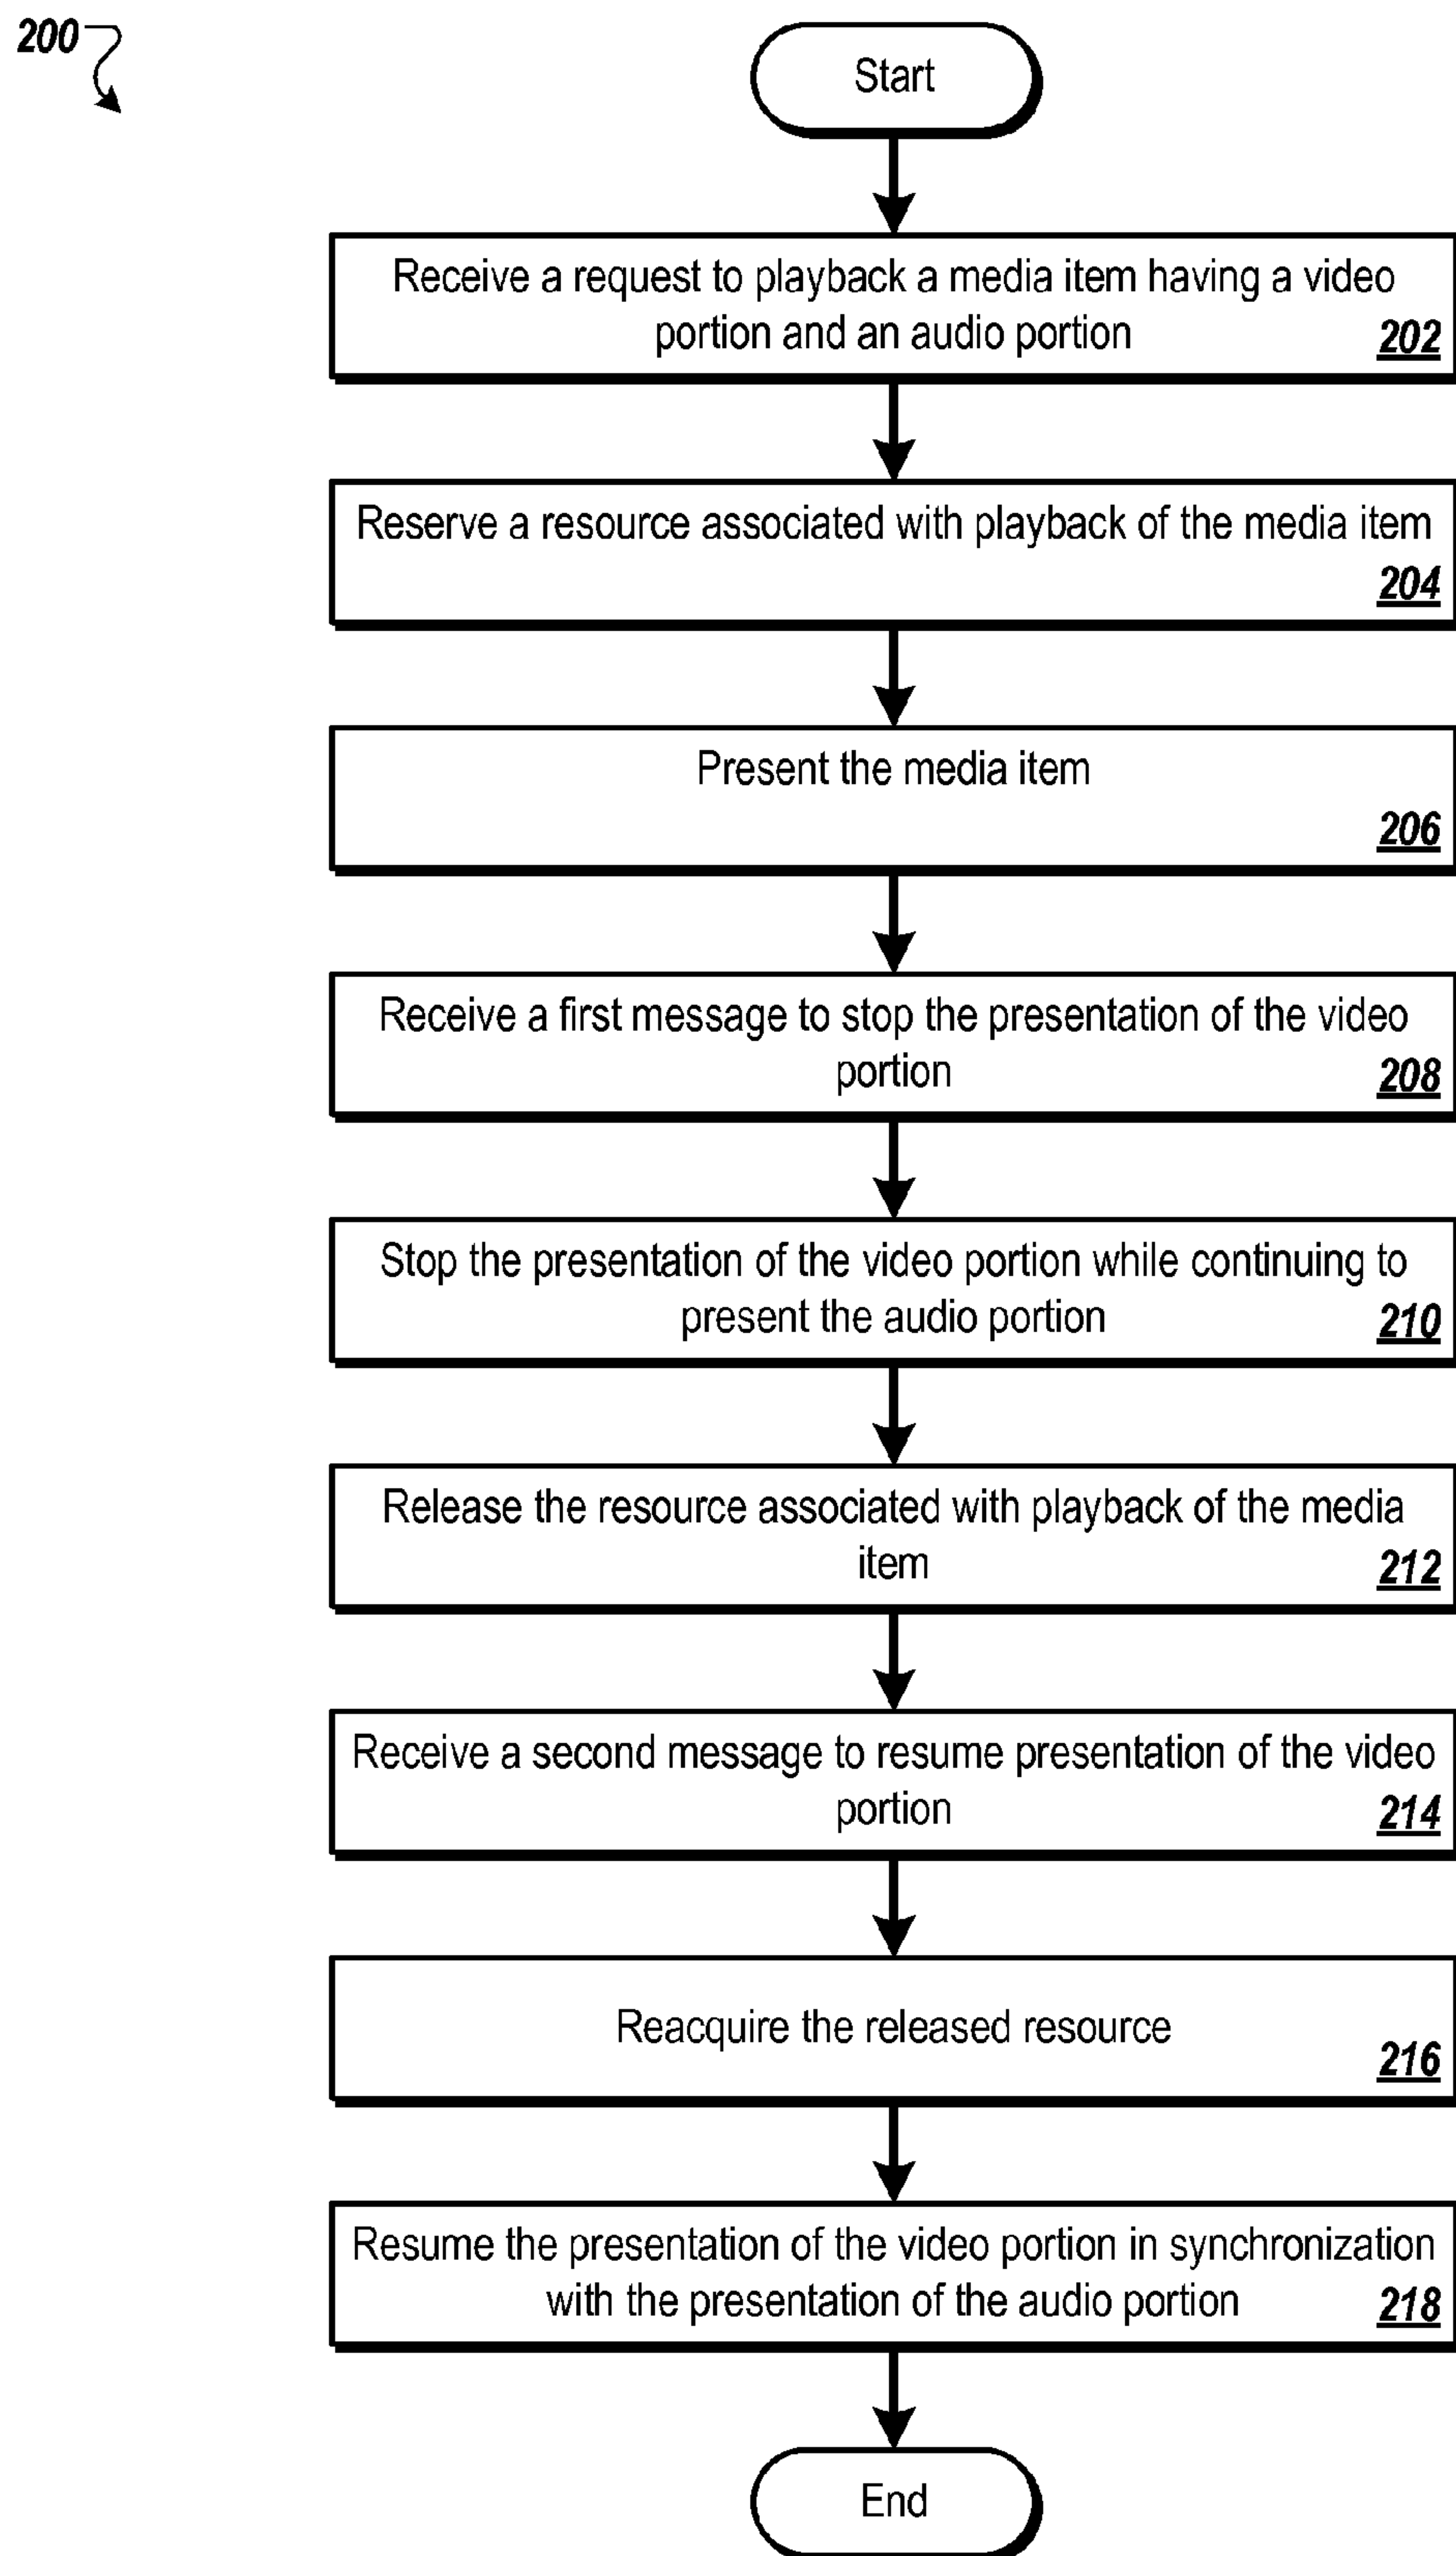 200
Start
Receive a request to playback a media item having a video
portion and an audio portion
202
Reserve a resource associated with playback of the media item
204
Present the media item
206
Receive a first message to stop the presentation of the video
portion
208
Stop the presentation of the video portion while continuing to
present the audio portion
210
Release the resource associated with playback of the media
item
212
Receive a second message to resume presentation of the video
portion
214
Reacquire the released resource
216
Resume the presentation of the video portion in synchronization
with the presentation of the audio portion
218
End